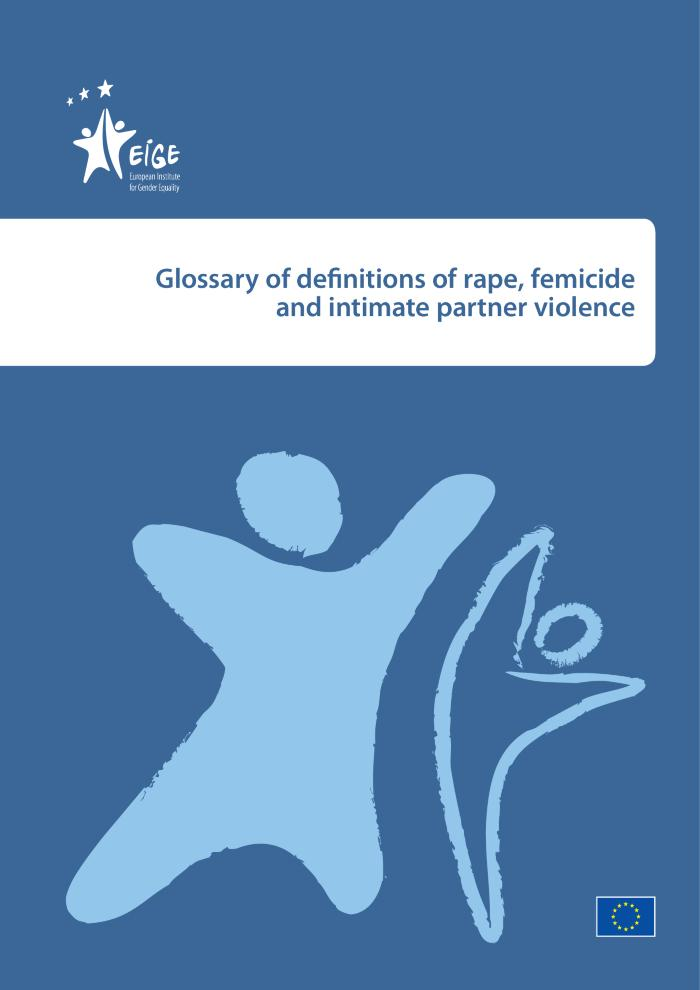 EIGE
European Institute
for Gender Equality
Glossary of definitions of rape, femicide
and intimate partner violence